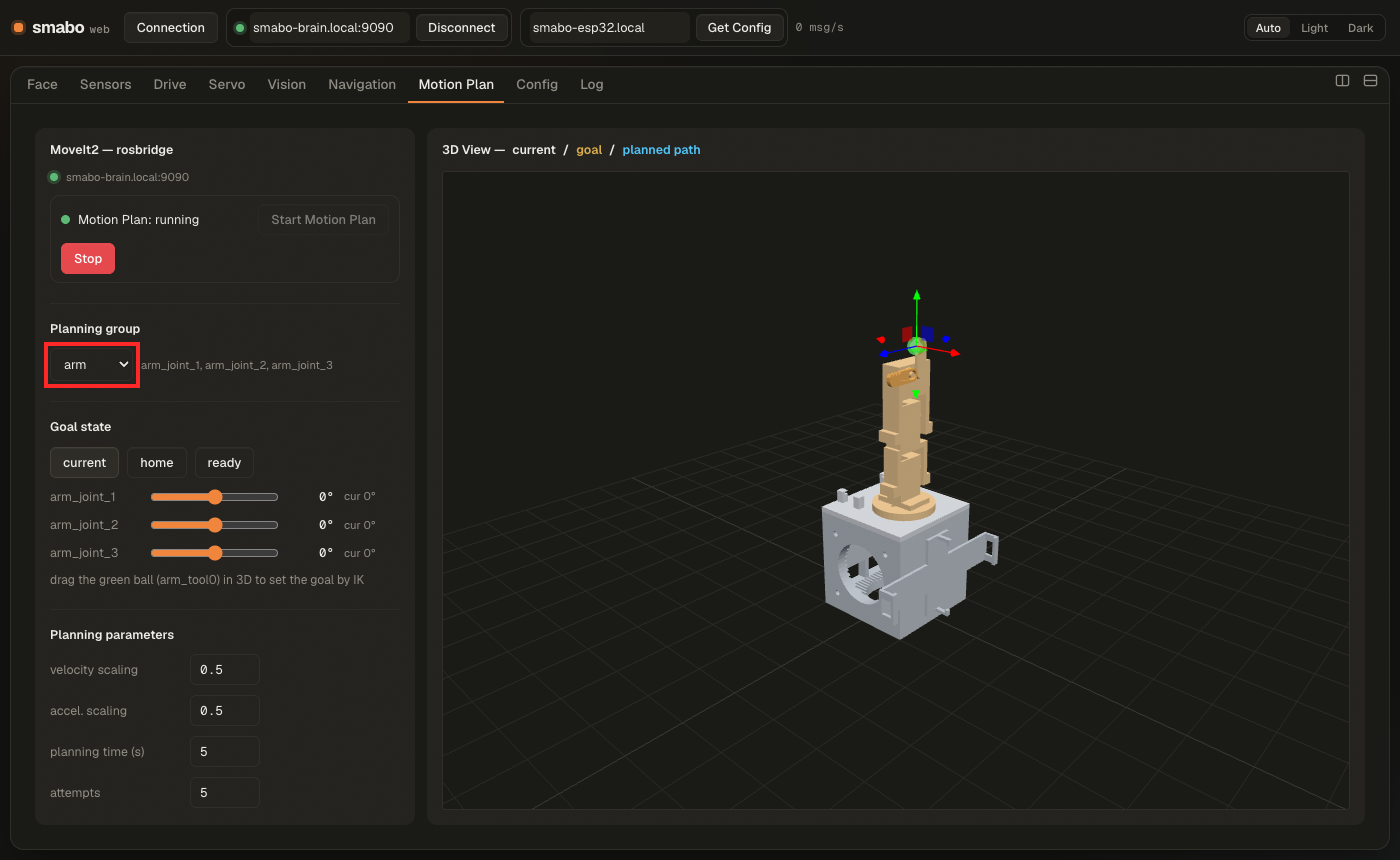 smabo web Connection smabo-brain.local:9090 Disconnect smabo-esp32.local Get Config 0 msg/s Auto Light Dark
Face Sensors Drive Servo Vision Navigation Motion Plan Config Log
MoveIt2 — rosbridge
smabo-brain.local:9090
Motion Plan: running Start Motion Plan
Stop
Planning group
arm arm_joint_1, arm_joint_2, arm_joint_3
Goal state
current home ready
arm_joint_1 0° cur 0°
arm_joint_2 0° cur 0°
arm_joint_3 0° cur 0°
drag the green ball (arm_tool0) in 3D to set the goal by IK
Planning parameters
velocity scaling 0.5
accel. scaling 0.5
planning time (s) 5
attempts 5
3D View — current / goal / planned path